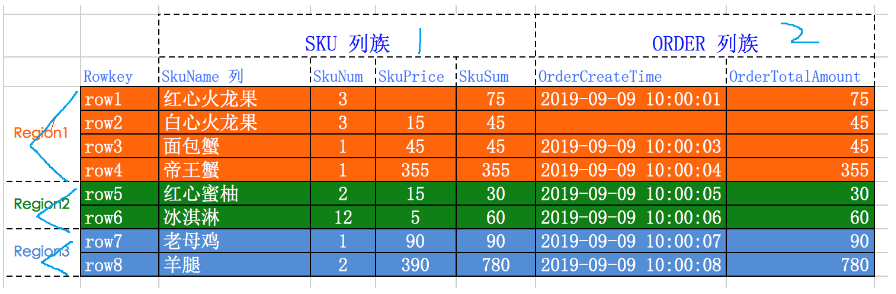 SKU 列族 1 ORDER 列族 2
Rowkey SkuName 列 SkuNum SkuPrice SkuSum OrderCreateTime OrderTotalAmount
row1 红心火龙果 3 75 2019-09-09 10:00:01 75
row2 白心火龙果 3 15 45 45
Region1
row3 面包蟹 1 45 45 2019-09-09 10:00:03 45
row4 帝王蟹 1 355 355 2019-09-09 10:00:04 355
row5 红心蜜柚 2 15 30 2019-09-09 10:00:05 30
Region2
row6 冰淇淋 12 5 60 2019-09-09 10:00:06 60
row7 老母鸡 1 90 90 2019-09-09 10:00:07 90
Region3
row8 羊腿 2 390 780 2019-09-09 10:00:08 780